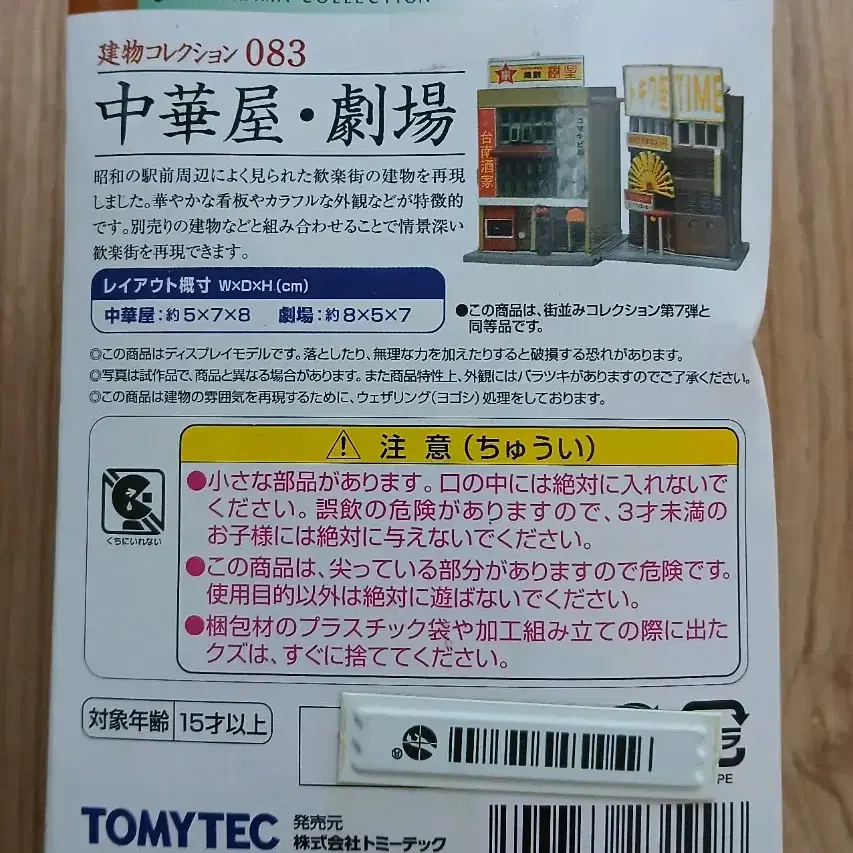 COLLECTION
建物コレクション 083
中華屋・劇場
昭和の駅前周辺によく見られた歓楽街の建物を再現
しました。華やかな看板やカラフルな外観などが特徴的
です。別売りの建物などと組み合わせることで情景深い
歓楽街を再現できます。
台南酒家
トキワ座 TIME
レイアウト概寸 W×D×H(cm)
中華屋:約5×7×8 劇場:約8×5×7
●この商品は、街並みコレクション第7弾と
同等品です。
◎この商品はディスプレイモデルです。落としたり、無理な力を加えたりすると破損する恐れがあります。
◎写真は試作品で、商品と異なる場合があります。また商品特性上、外観にはバラツキがありますのでご了承ください。
◎この商品は建物の雰囲気を再現するために、ウェザリング(ヨゴシ)処理をしております。
注意(ちゅうい)
くちにいれない
●小さな部品があります。口の中には絶対に入れないで
ください。誤飲の危険がありますので、3才未満の
お子様には絶対に与えないでください。
●この商品は、尖っている部分がありますので危険です。
使用目的以外は絶対に遊ばないでください。
●梱包材のプラスチック袋や加工組み立ての際に出た
クズは、すぐに捨ててください。
対象年齢 15才以上
®
ラ
PE
TOMYTEC 発売元
株式会社トミーテック